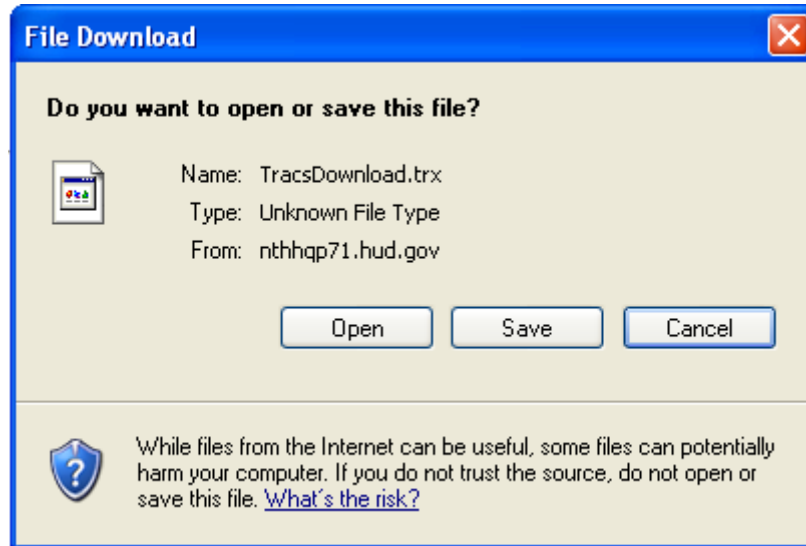 File Download
Do you want to open or save this file?
Name: TracsDownload.trx
Type: Unknown File Type
From: nthhqp71.hud.gov
Open Save Cancel
While files from the Internet can be useful, some files can potentially
harm your computer. If you do not trust the source, do not open or
save this file. What's the risk?